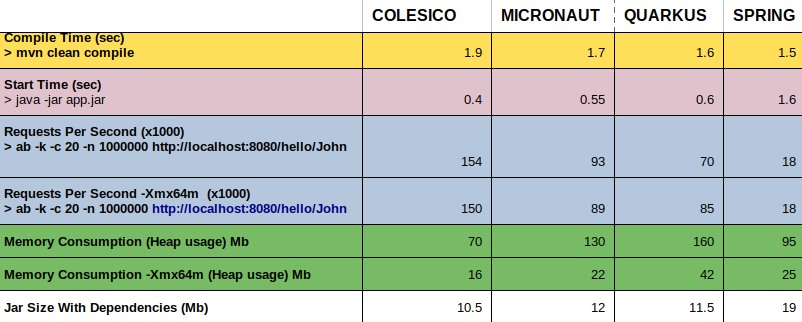 COLESICO MICRONAUT QUARKUS SPRING
Compile Time (sec)
> mvn clean compile 1.9 1.7 1.6 1.5
Start Time (sec)
> java -jar app.jar 0.4 0.55 0.6 1.6
Requests Per Second (x1000)
> ab -k -c 20 -n 1000000 http://localhost:8080/hello/John
154 93 70 18
Requests Per Second -Xmx64m (x1000)
> ab -k -c 20 -n 1000000 http://localhost:8080/hello/John 150 89 85 18
Memory Consumption (Heap usage) Mb 70 130 160 95
Memory Consumption -Xmx64m (Heap usage) Mb 16 22 42 25
Jar Size With Dependencies (Mb) 10.5 12 11.5 19